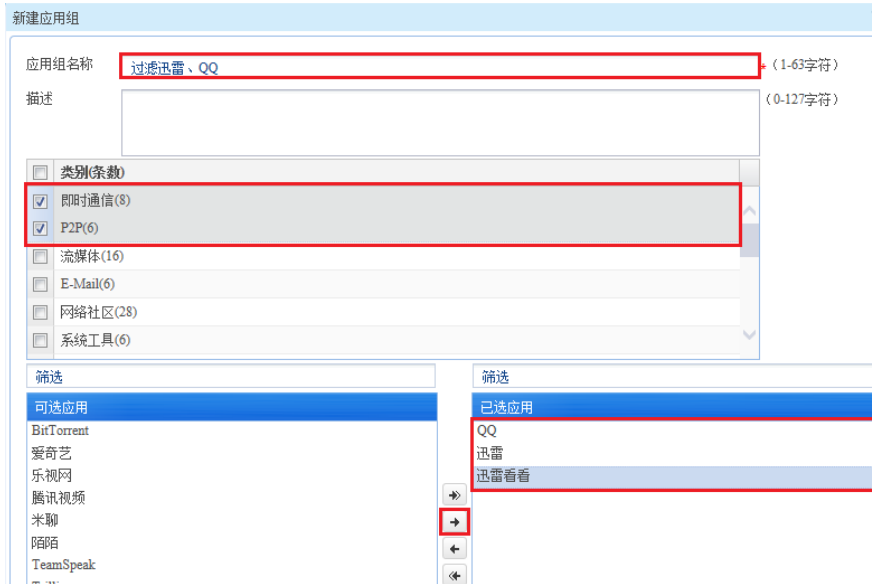 新建应用组
应用组名称 过滤迅雷、QQ * （1-63字符）
描述 （0-127字符）
类别(条数)
即时通信(8)
P2P(6)
流媒体(16)
E-Mail(6)
网络社区(28)
系统工具(6)
筛选 筛选
可选应用 已选应用
BitTorrent QQ
爱奇艺 迅雷
乐视网 迅雷看看
腾讯视频
米聊
陌陌
TeamSpeak